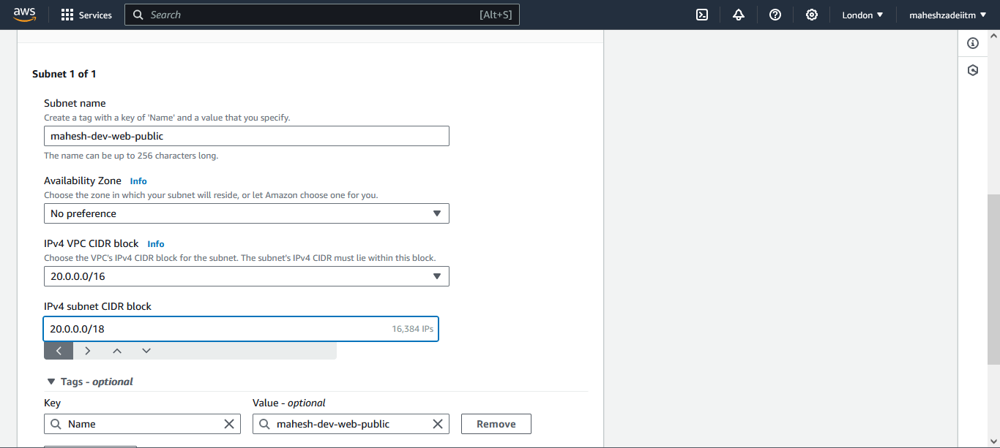 aws Services Search [Alt+S] London maheshzadeiitm
Subnet 1 of 1
Subnet name
Create a tag with a key of 'Name' and a value that you specify.
mahesh-dev-web-public
The name can be up to 256 characters long.
Availability Zone Info
Choose the zone in which your subnet will reside, or let Amazon choose one for you.
No preference
IPv4 VPC CIDR block Info
Choose the VPC's IPv4 CIDR block for the subnet. The subnet's IPv4 CIDR must lie within this block.
20.0.0.0/16
IPv4 subnet CIDR block
20.0.0.0/18 16,384 IPs
Tags - optional
Key Value - optional
Name mahesh-dev-web-public Remove